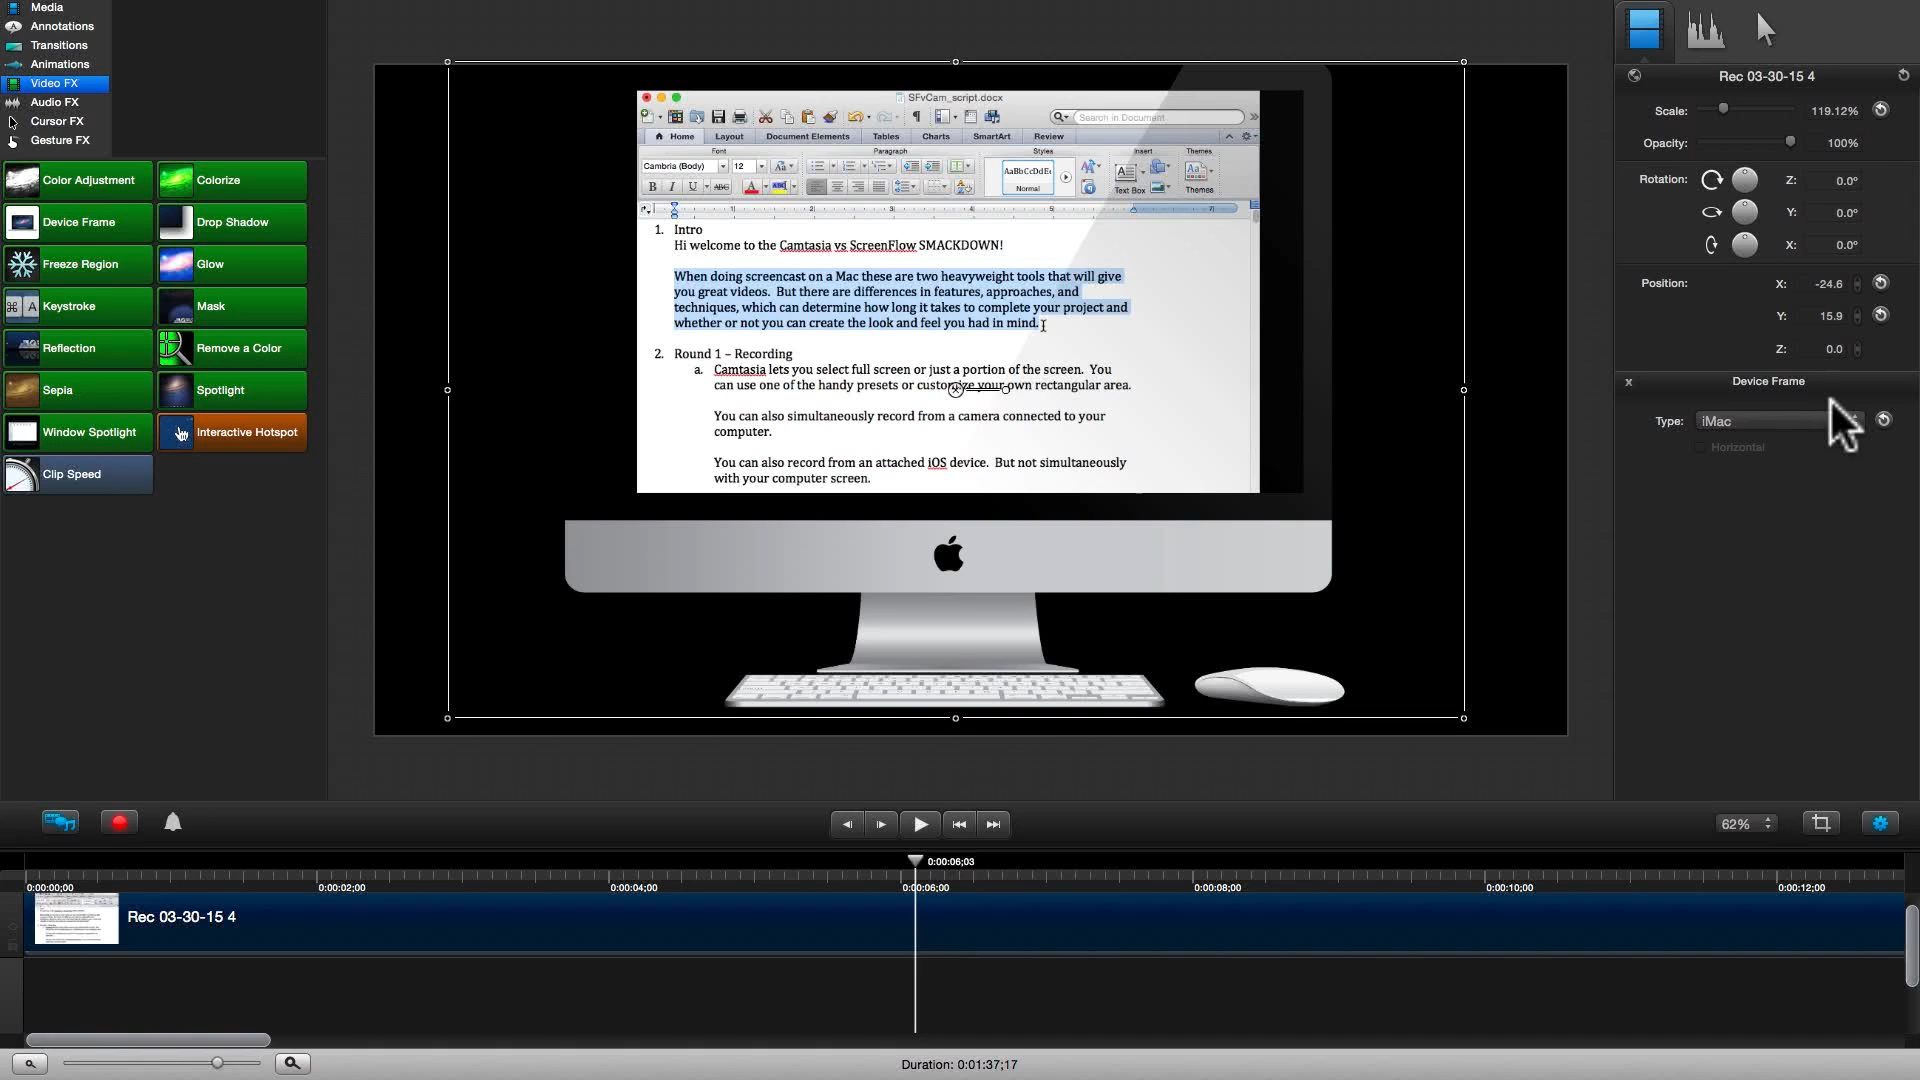 Media
Annotations
Transitions
Animations
Video FX
Audio FX
Cursor FX
Gesture FX
Color Adjustment
Colorize
Device Frame
Drop Shadow
Freeze Region
Glow
Keystroke
Mask
Reflection
Remove a Color
Sepia
Spotlight
Window Spotlight
Interactive Hotspot
Clip Speed
SFvCam_script.docx
Search in Document
Home Layout Document Elements Tables Charts SmartArt Review
Font Paragraph Styles Insert Themes
Cambria (Body) 12
AaBbCcDdEe
Normal
Text Box Themes
1. Intro
Hi welcome to the Camtasia vs ScreenFlow SMACKDOWN!
When doing screencast on a Mac these are two heavyweight tools that will give
you great videos. But there are differences in features, approaches, and
techniques, which can determine how long it takes to complete your project and
whether or not you can create the look and feel you had in mind.
2. Round 1 – Recording
a. Camtasia lets you select full screen or just a portion of the screen. You
can use one of the handy presets or customize your own rectangular area.
You can also simultaneously record from a camera connected to your
computer.
You can also record from an attached iOS device. But not simultaneously
with your computer screen.
Rec 03-30-15 4
Scale: 119.12%
Opacity: 100%
Rotation: Z: 0.0º
Y: 0.0º
X: 0.0º
Position: X: -24.6
Y: 15.9
Z: 0.0
x Device Frame
Type: iMac
Horizontal
62%
0:00:06;03
0:00:00;00 0:00:02;00 0:00:04;00 0:00:06;00 0:00:08;00 0:00:10;00 0:00:12;00
Rec 03-30-15 4
Duration: 0:01:37;17